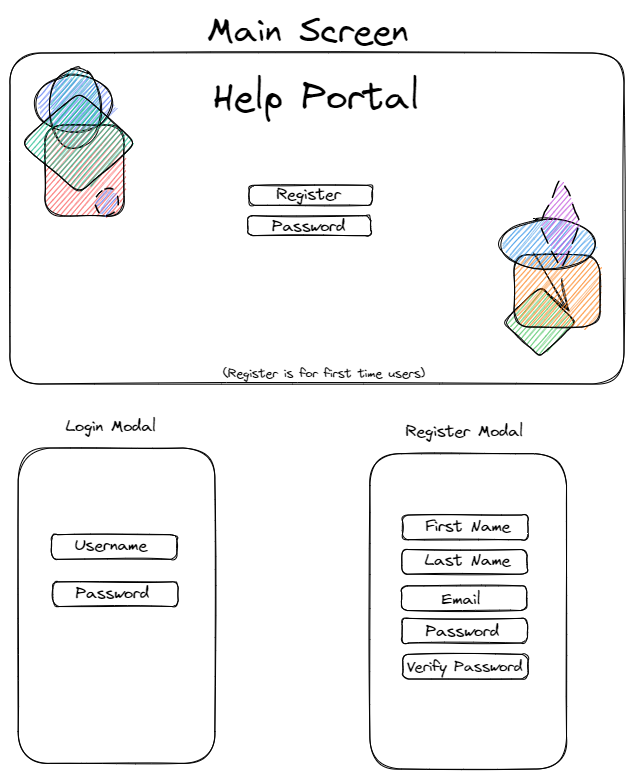 Main Screen
Help Portal
Register
Password
(Register is for first time users)
Login Modal
Username
Password
Register Modal
First Name
Last Name
Email
Password
Verify Password